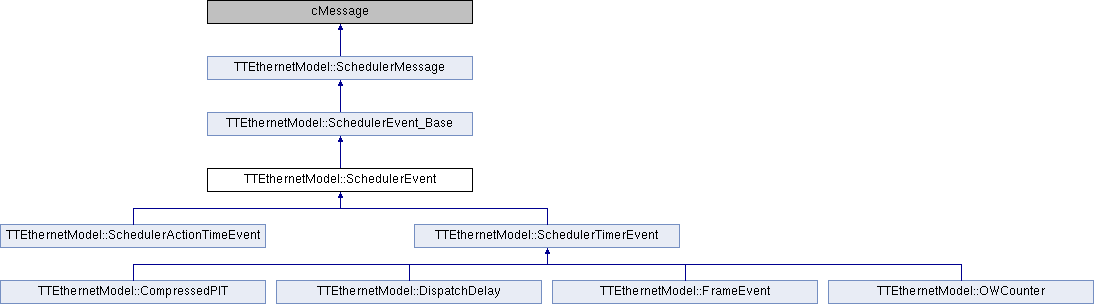 cMessage
TTEthernetModel::SchedulerMessage
TTEthernetModel::SchedulerEvent_Base
TTEthernetModel::SchedulerEvent
TTEthernetModel::SchedulerActionTimeEvent
TTEthernetModel::SchedulerTimerEvent
TTEthernetModel::CompressedPIT
TTEthernetModel::DispatchDelay
TTEthernetModel::FrameEvent
TTEthernetModel::OWCounter